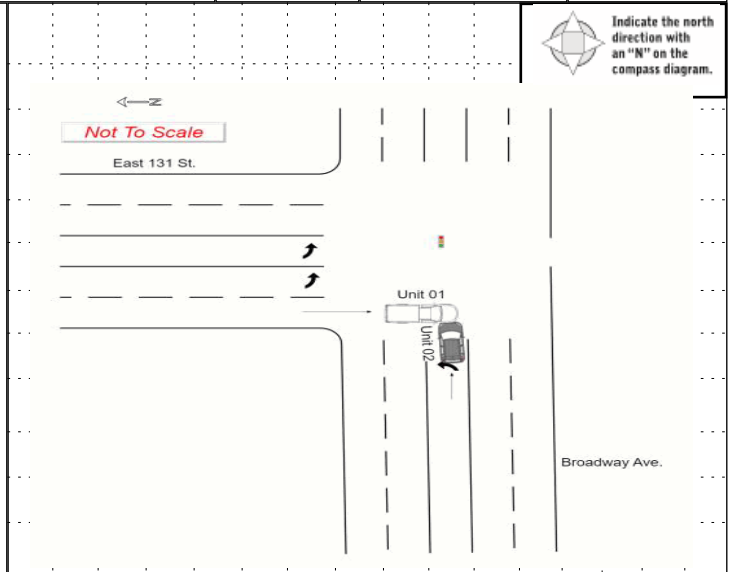 Indicate the north
direction with
an “N” on the
compass diagram.
N
Not To Scale
East 131 St.
Unit 01
Unit 02
Broadway Ave.